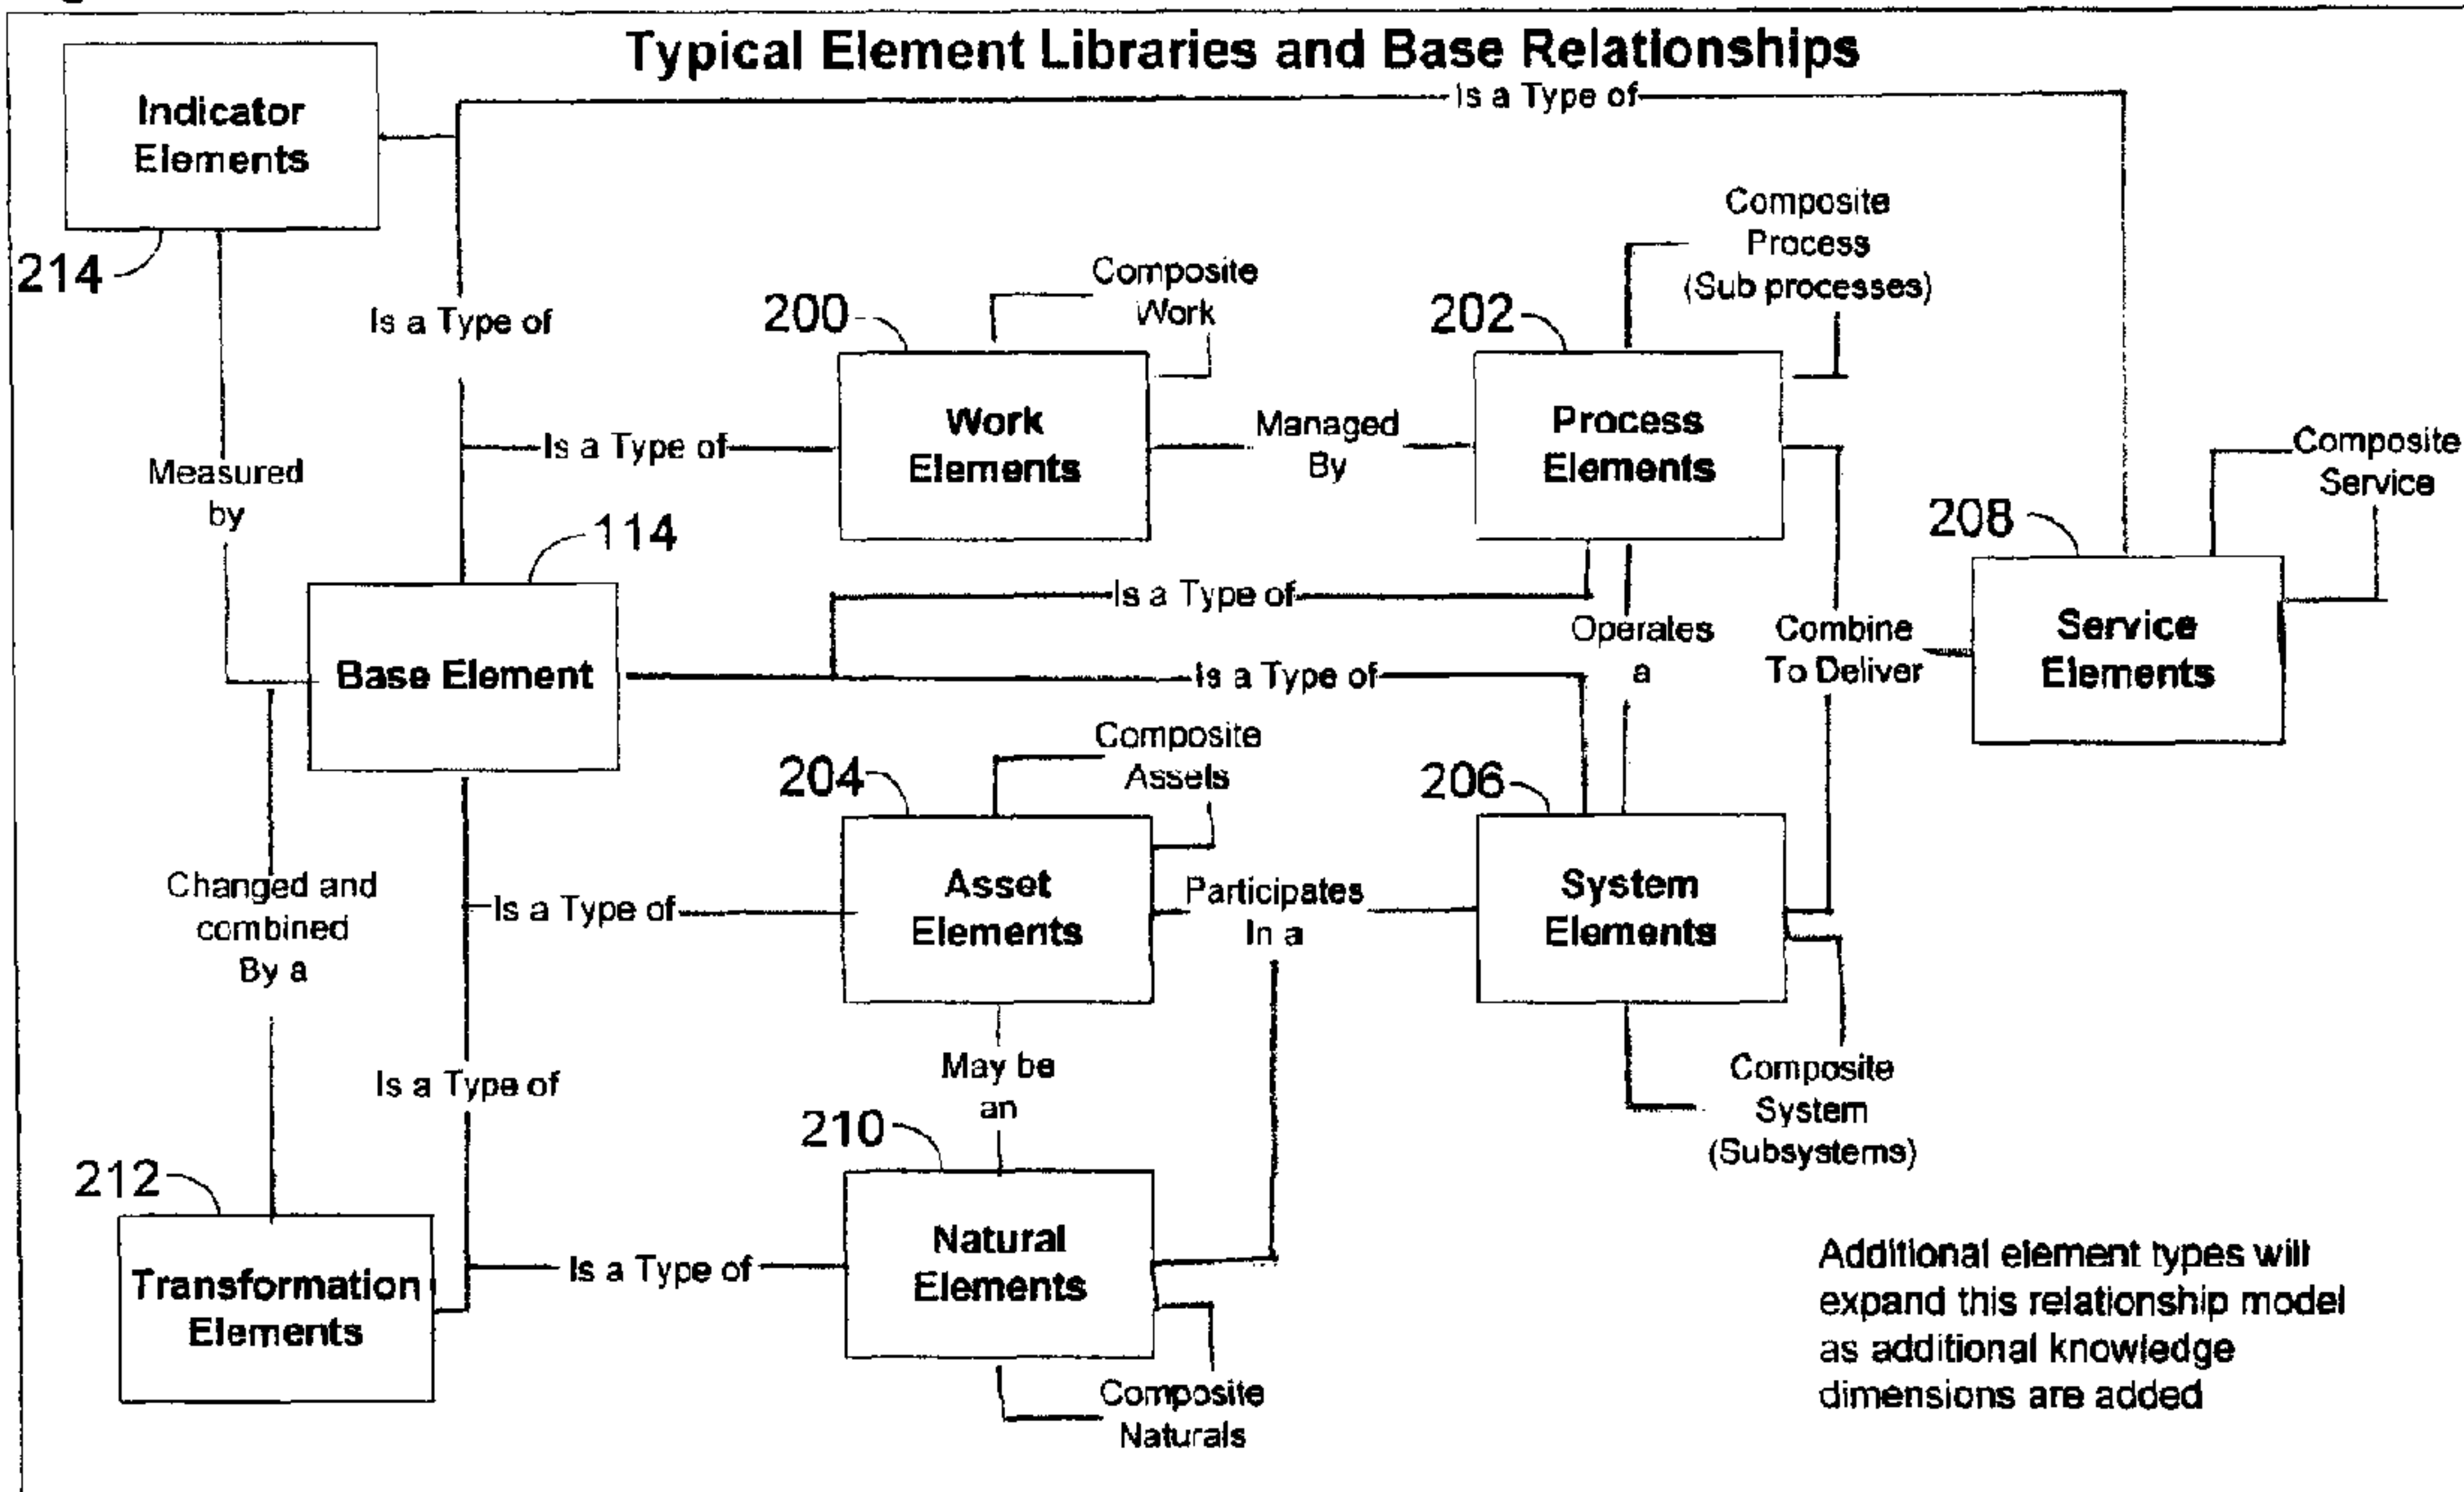 Typical Element Libraries and Base Relationships
Is a Type of
Indicator
Elements
214
Is a Type of
Measured
by
Composite
Work
200
Work
Elements
Is a Type of
Managed
By
Composite
Process
(Sub processes)
202
Process
Elements
Composite
Service
208
Service
Elements
114
Base Element
Is a Type of
Is a Type of
Operates
a
Combine
To Deliver
Composite
Assets
204
Asset
Elements
Is a Type of
Participates
In a
206
System
Elements
Changed and
combined
By a
Is a Type of
May be
an
Composite
System
(Subsystems)
210
Natural
Elements
Is a Type of
212
Transformation
Elements
Composite
Naturals
Additional element types will
expand this relationship model
as additional knowledge
dimensions are added